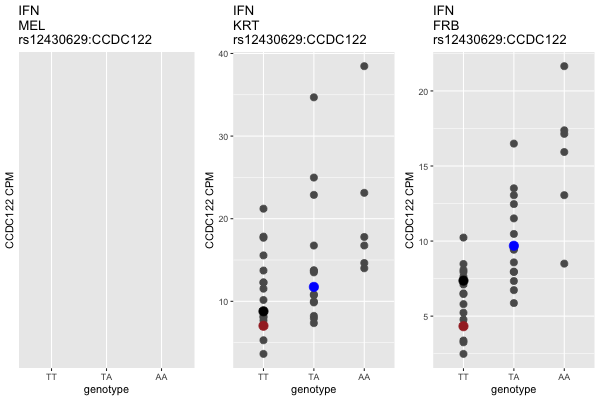 IFN
MEL
rs12430629:CCDC122
CCDC122 CPM
TT TA AA
genotype
IFN
KRT
rs12430629:CCDC122
CCDC122 CPM
40
30
20
10
TT TA AA
genotype
IFN
FRB
rs12430629:CCDC122
CCDC122 CPM
20
15
10
5
TT TA AA
genotype